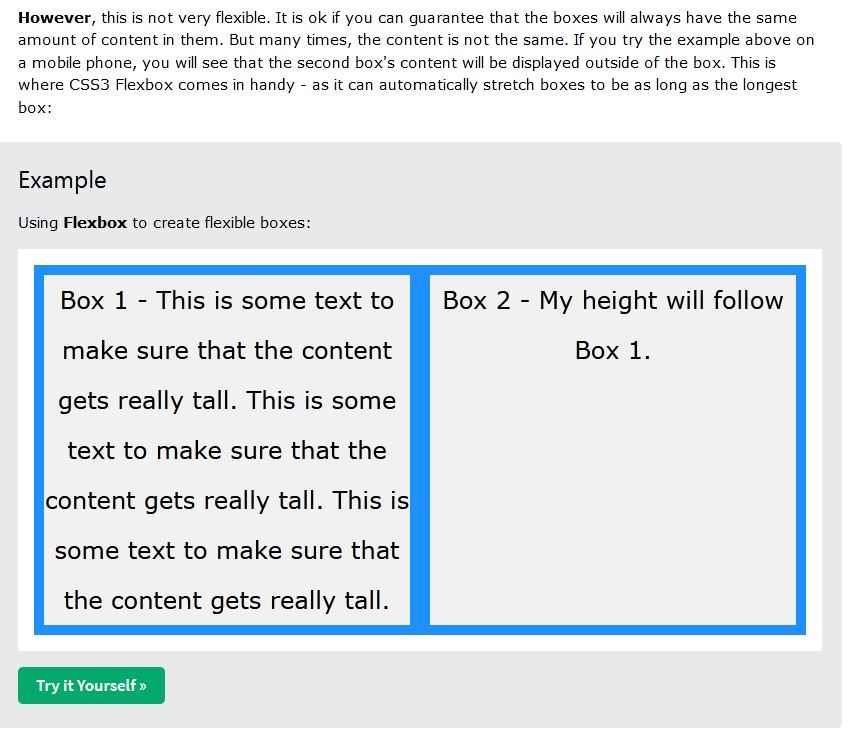 However, this is not very flexible. It is ok if you can guarantee that the boxes will always have the same
amount of content in them. But many times, the content is not the same. If you try the example above on
a mobile phone, you will see that the second box's content will be displayed outside of the box. This is
where CSS3 Flexbox comes in handy - as it can automatically stretch boxes to be as long as the longest
box:
Example
Using Flexbox to create flexible boxes:
Box 1 - This is some text to
make sure that the content
gets really tall. This is some
text to make sure that the
content gets really tall. This is
some text to make sure that
the content gets really tall.
Box 2 - My height will follow
Box 1.
Try it Yourself »